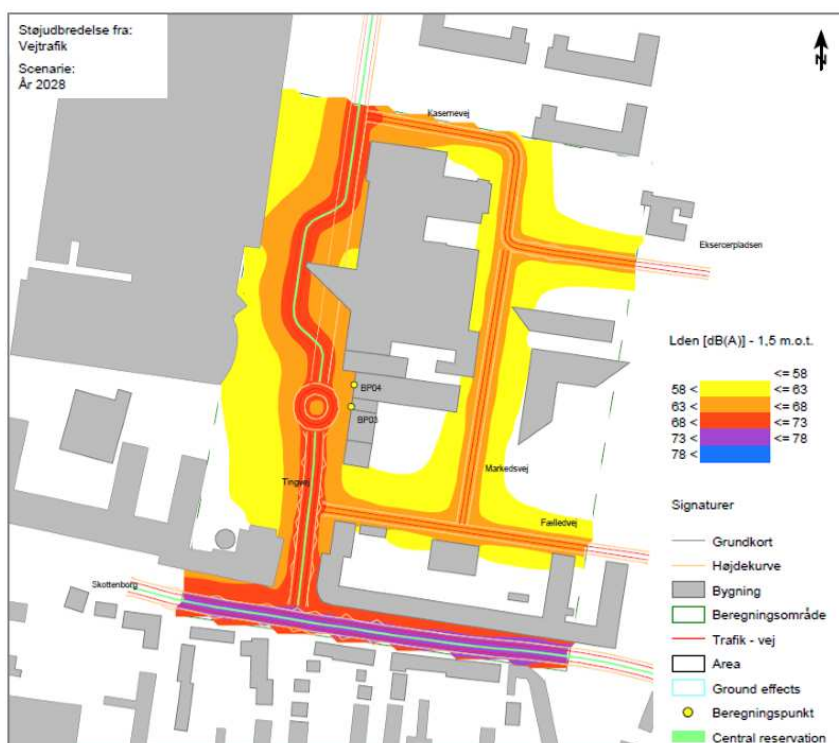 Støjudbredelse fra:
Vejtrafik
Scenarie:
År 2028
N
Kasernevej
Eksercerpladsen
BP04
BP03
Tingvej
Markedsvej
Fælledvej
Skottenborg
Lden [dB(A)] - 1,5 m.o.t.
<= 58
58 < <= 63
63 < <= 68
68 < <= 73
73 < <= 78
78 <
Signaturer
Grundkort
Højdekurve
Bygning
Beregningsområde
Trafik - vej
Area
Ground effects
Beregningspunkt
Central reservation